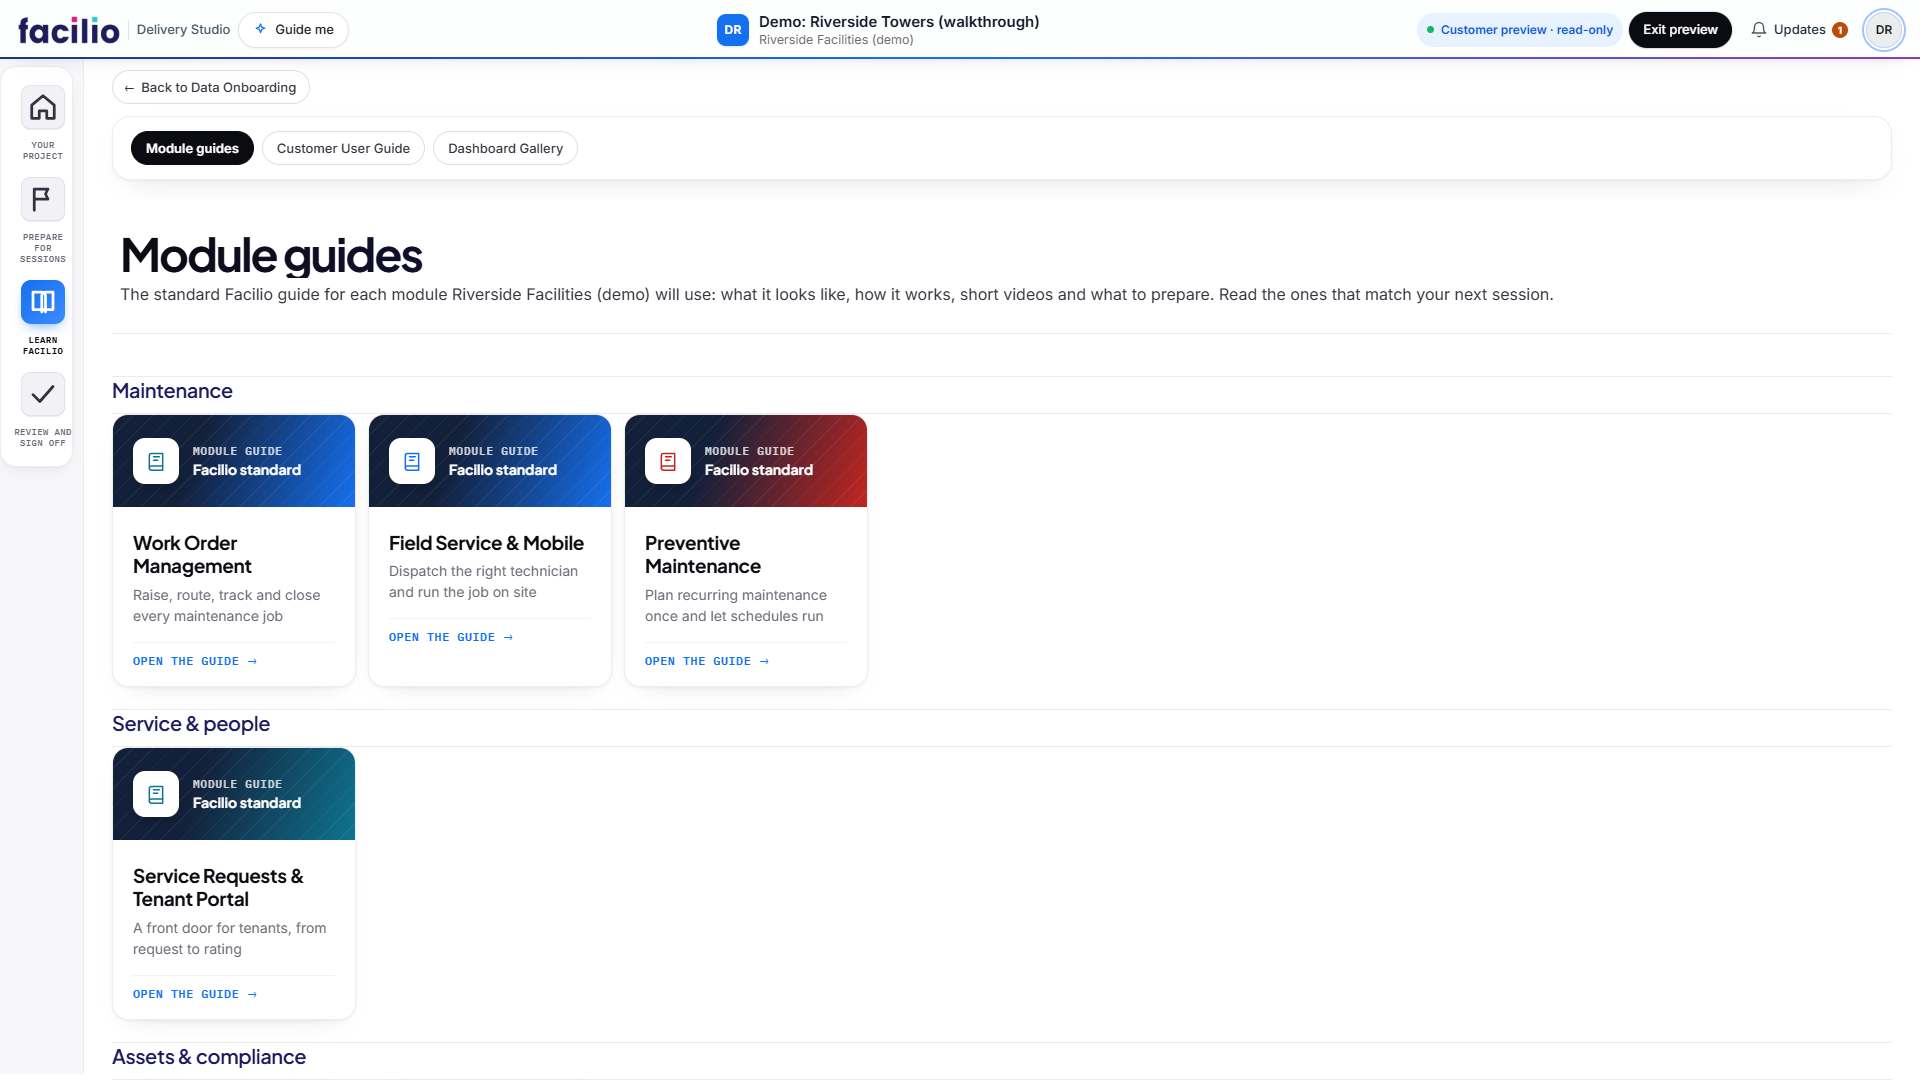 facilio
Delivery Studio
Guide me
DR
Demo: Riverside Towers (walkthrough)
Riverside Facilities (demo)
Customer preview · read-only
Exit preview
Updates 1
DR
YOUR
PROJECT
PREPARE
FOR
SESSIONS
LEARN
FACILIO
REVIEW AND
SIGN OFF
← Back to Data Onboarding
Module guides
Customer User Guide
Dashboard Gallery
Module guides
The standard Facilio guide for each module Riverside Facilities (demo) will use: what it looks like, how it works, short videos and what to prepare. Read the ones that match your next session.
Maintenance
MODULE GUIDE
Facilio standard
Work Order
Management
Raise, route, track and close
every maintenance job
OPEN THE GUIDE →
MODULE GUIDE
Facilio standard
Field Service & Mobile
Dispatch the right technician
and run the job on site
OPEN THE GUIDE →
MODULE GUIDE
Facilio standard
Preventive
Maintenance
Plan recurring maintenance
once and let schedules run
OPEN THE GUIDE →
Service & people
MODULE GUIDE
Facilio standard
Service Requests &
Tenant Portal
A front door for tenants, from
request to rating
OPEN THE GUIDE →
Assets & compliance